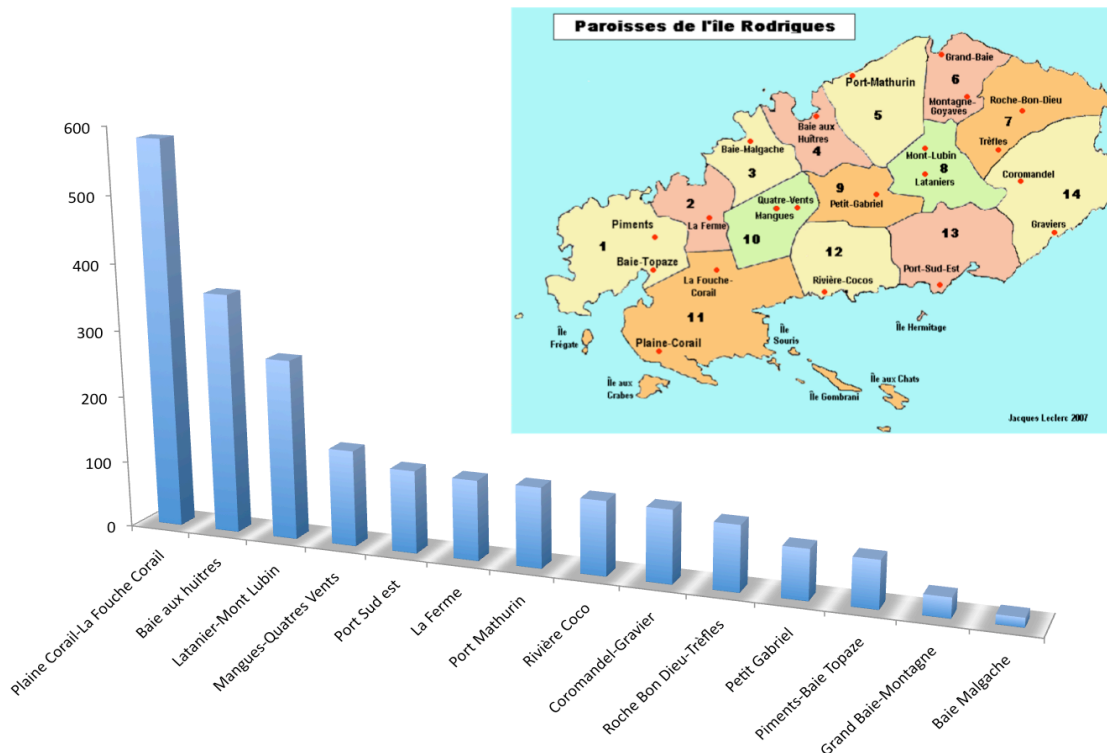 Paroisses de l'île Rodrigues
Grand-Baie
6
Port-Mathurin
Montagne-
Goyaves
Roche-Bon-Dieu
5
7
Baie aux
Huîtres
4
Trèfles
Baie-Malgache
Mont-Lubin
8
Lataniers
Coromandel
3
9
14
Petit-Gabriel
2
Quatre-Vents
Mangues
Piments
La Ferme
Graviers
1
10
12
13
Baie-Topaze
La Fouche-
Corail
Rivière-Cocos
Port-Sud-Est
11
Île
Frégate
Plaine-Corail
Île
Souris
Île Hermitage
Île aux
Crabes
Île Gombrani
Île aux Chats
Jacques Leclerc 2007
600
500
400
300
200
100
0
Plaine Corail-La Fouche Corail
Baie aux huitres
Latanier-Mont Lubin
Mangues-Quatres Vents
Port Sud est
La Ferme
Port Mathurin
Rivière Coco
Coromandel-Gravier
Roche Bon Dieu-Trèfles
Petit Gabriel
Piments-Baie Topaze
Grand Baie-Montagne
Baie Malgache